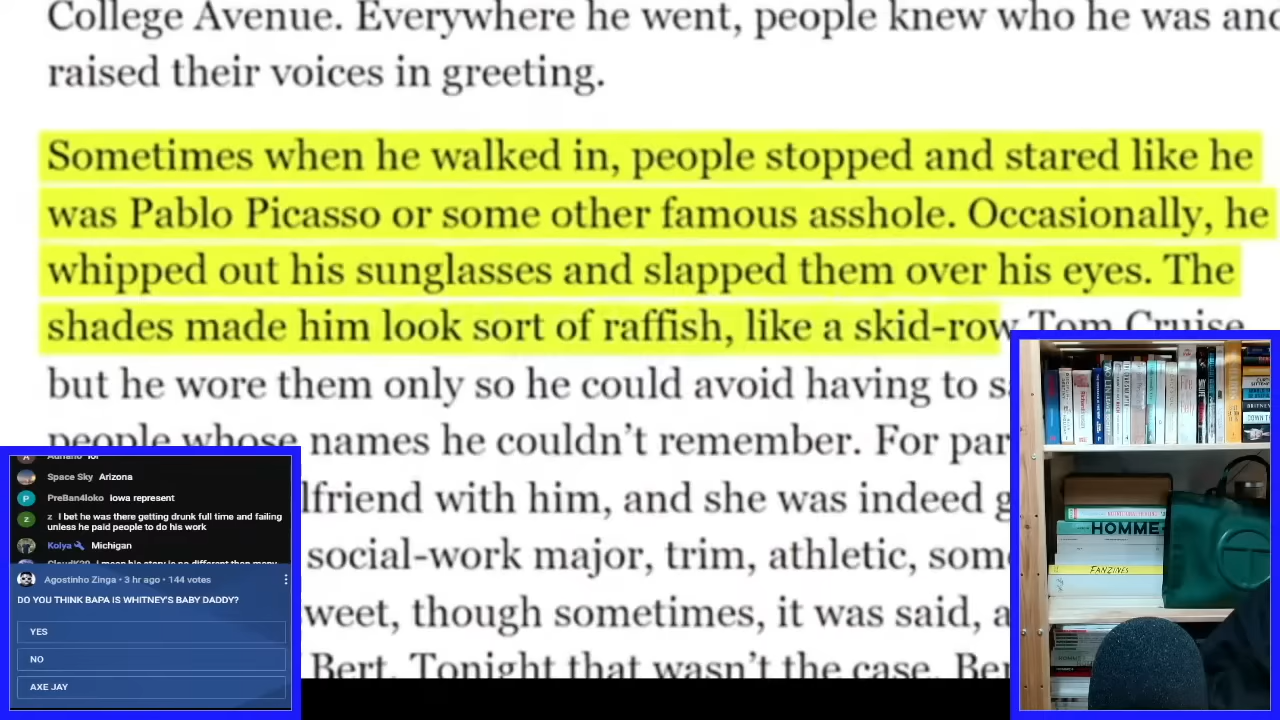 College Avenue. Everywhere he went, people knew who he was and
raised their voices in greeting.
Sometimes when he walked in, people stopped and stared like he
was Pablo Picasso or some other famous asshole. Occasionally, he
whipped out his sunglasses and slapped them over his eyes. The
shades made him look sort of raffish, like a skid-row Tom Cruise
but he wore them only so he could avoid having to s
people whose names he couldn't remember. For par
lfriend with him, and she was indeed g
social-work major, trim, athletic, som
weet, though sometimes, it was said, a
Bert. Tonight that wasn't the case. Ber
Adriano lol
Space Sky Arizona
PreBan4loko iowa represent
z I bet he was there getting drunk full time and failing
unless he paid people to do his work
Kolya Michigan
Agostinho Zinga • 3 hr ago • 144 votes
DO YOU THINK BAPA IS WHITNEY'S BABY DADDY?
YES
NO
AXE JAY
HOMME
FANZINES